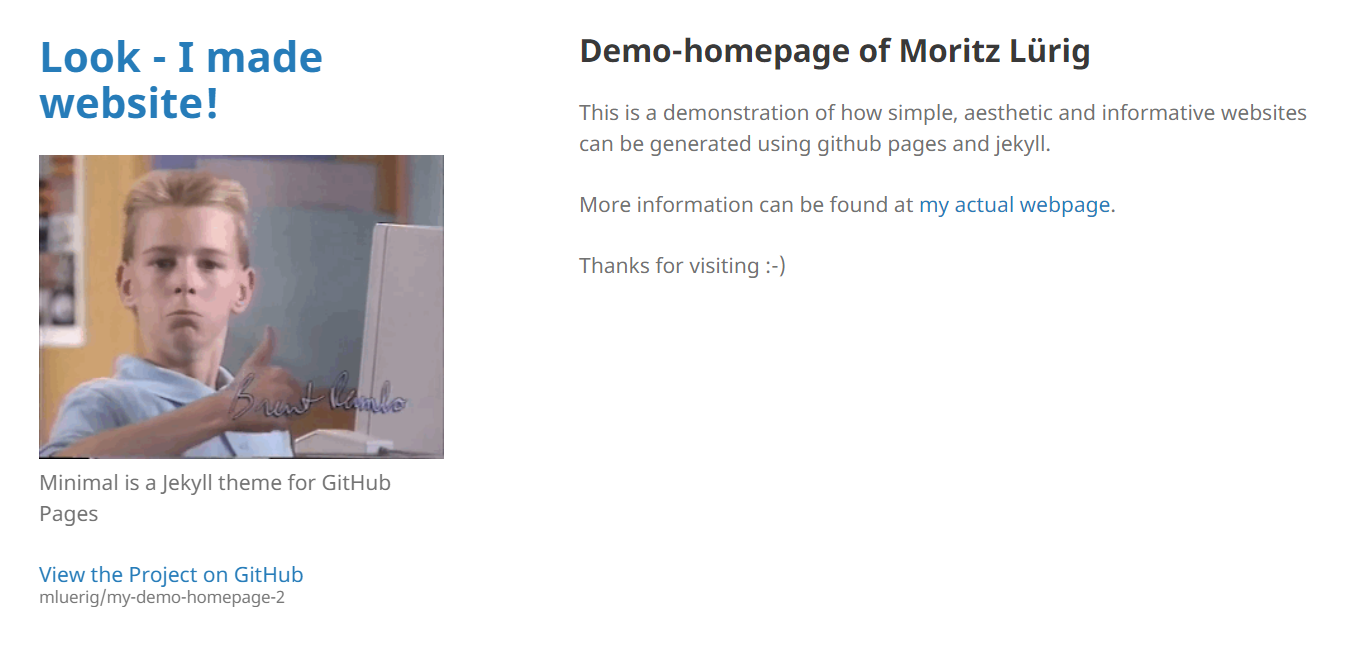 Look - I made
website!
Brent Rambo
Minimal is a Jekyll theme for GitHub
Pages
View the Project on GitHub
mluerig/my-demo-homepage-2
Demo-homepage of Moritz Lürig
This is a demonstration of how simple, aesthetic and informative websites
can be generated using github pages and jekyll.
More information can be found at my actual webpage.
Thanks for visiting :-)